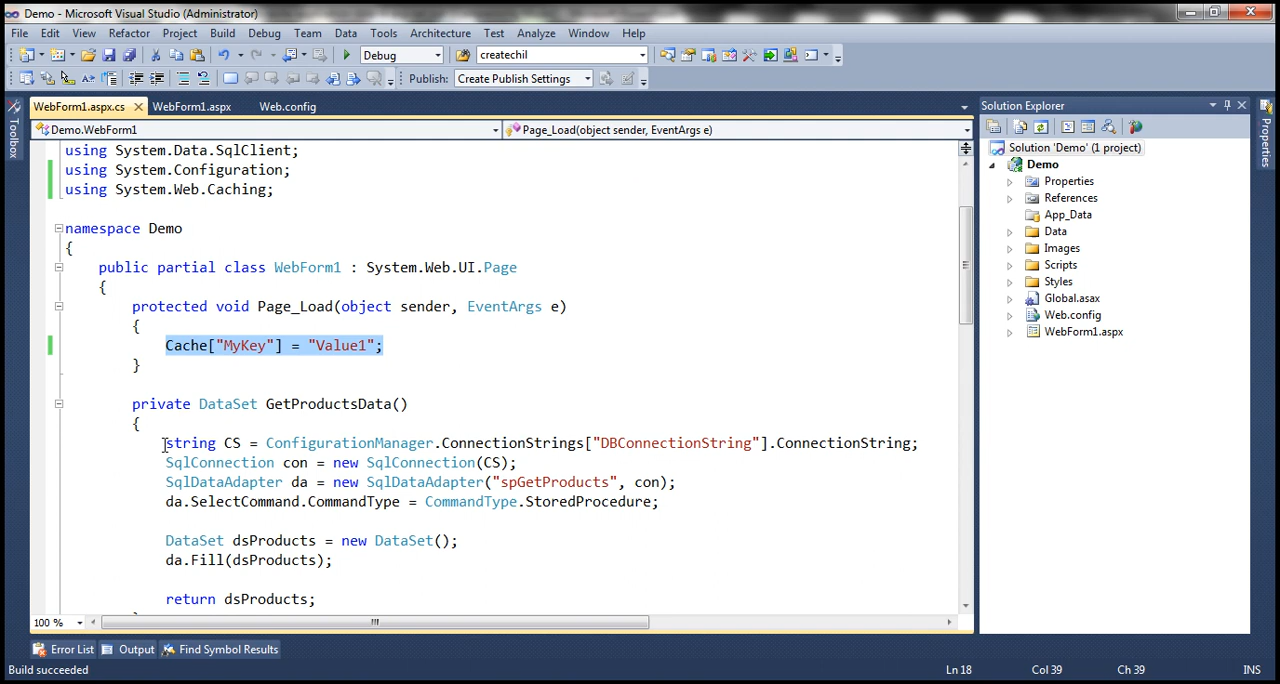 Demo - Microsoft Visual Studio (Administrator)
File Edit View Refactor Project Build Debug Team Data Tools Architecture Test Analyze Window Help
Debug createchil
Publish: Create Publish Settings
WebForm1.aspx.cs WebForm1.aspx Web.config
Demo.WebForm1 Page_Load(object sender, EventArgs e)
using System.Data.SqlClient;
using System.Configuration;
using System.Web.Caching;
namespace Demo
{
public partial class WebForm1 : System.Web.UI.Page
{
protected void Page_Load(object sender, EventArgs e)
{
Cache["MyKey"] = "Value1";
}
private DataSet GetProductsData()
{
string CS = ConfigurationManager.ConnectionStrings["DBConnectionString"].ConnectionString;
SqlConnection con = new SqlConnection(CS);
SqlDataAdapter da = new SqlDataAdapter("spGetProducts", con);
da.SelectCommand.CommandType = CommandType.StoredProcedure;
DataSet dsProducts = new DataSet();
da.Fill(dsProducts);
return dsProducts;
100 %
Toolbox
Solution Explorer
Solution 'Demo' (1 project)
Demo
Properties
References
App_Data
Data
Images
Scripts
Styles
Global.asax
Web.config
WebForm1.aspx
Properties
Error List Output Find Symbol Results
Build succeeded Ln 18 Col 39 Ch 39 INS